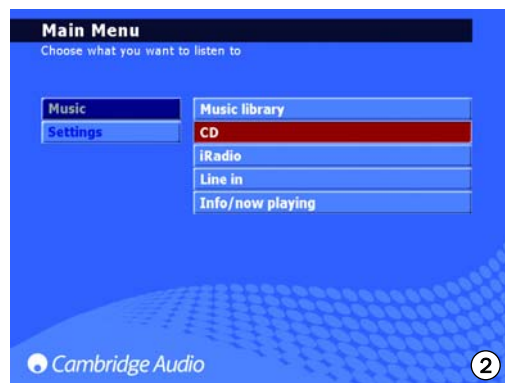 Main Menu
Choose what you want to listen to
Music
Settings
Music library
CD
iRadio
Line in
Info/now playing
Cambridge Audio
2